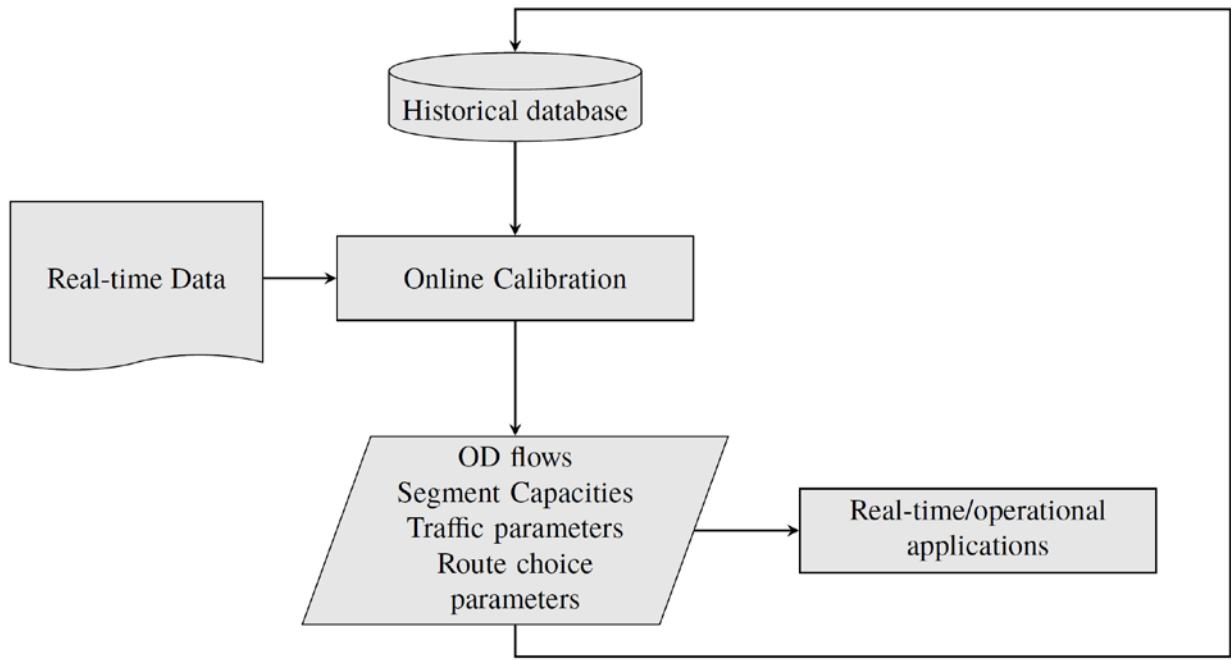 Historical database
Real-time Data
Online Calibration
OD flows
Segment Capacities
Traffic parameters
Route choice
parameters
Real-time/operational
applications